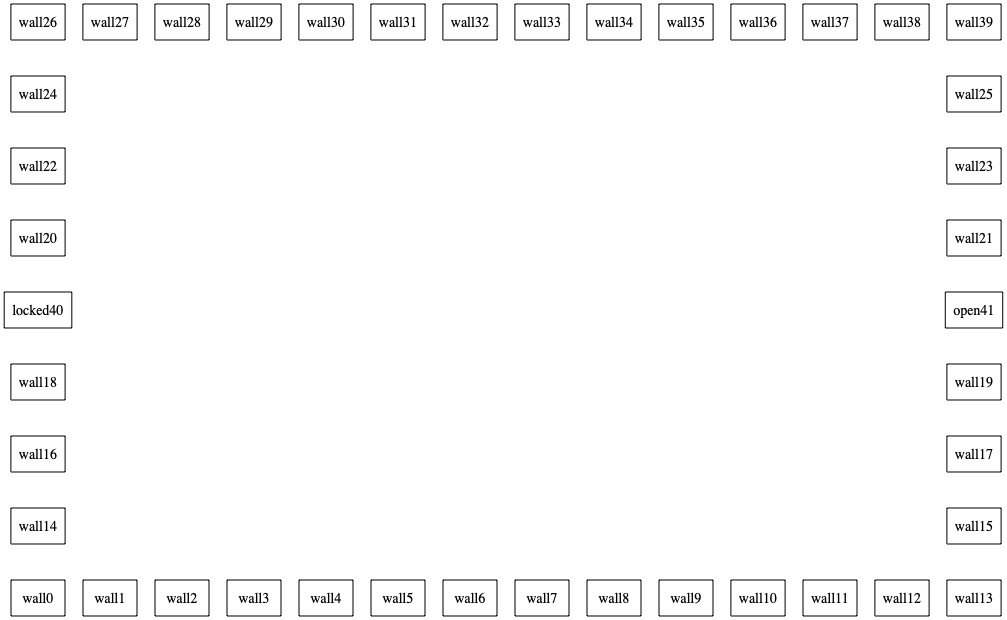 wall26 wall27 wall28 wall29 wall30 wall31 wall32 wall33 wall34 wall35 wall36 wall37 wall38 wall39
wall24 wall25
wall22 wall23
wall20 wall21
locked40 open41
wall18 wall19
wall16 wall17
wall14 wall15
wall0 wall1 wall2 wall3 wall4 wall5 wall6 wall7 wall8 wall9 wall10 wall11 wall12 wall13